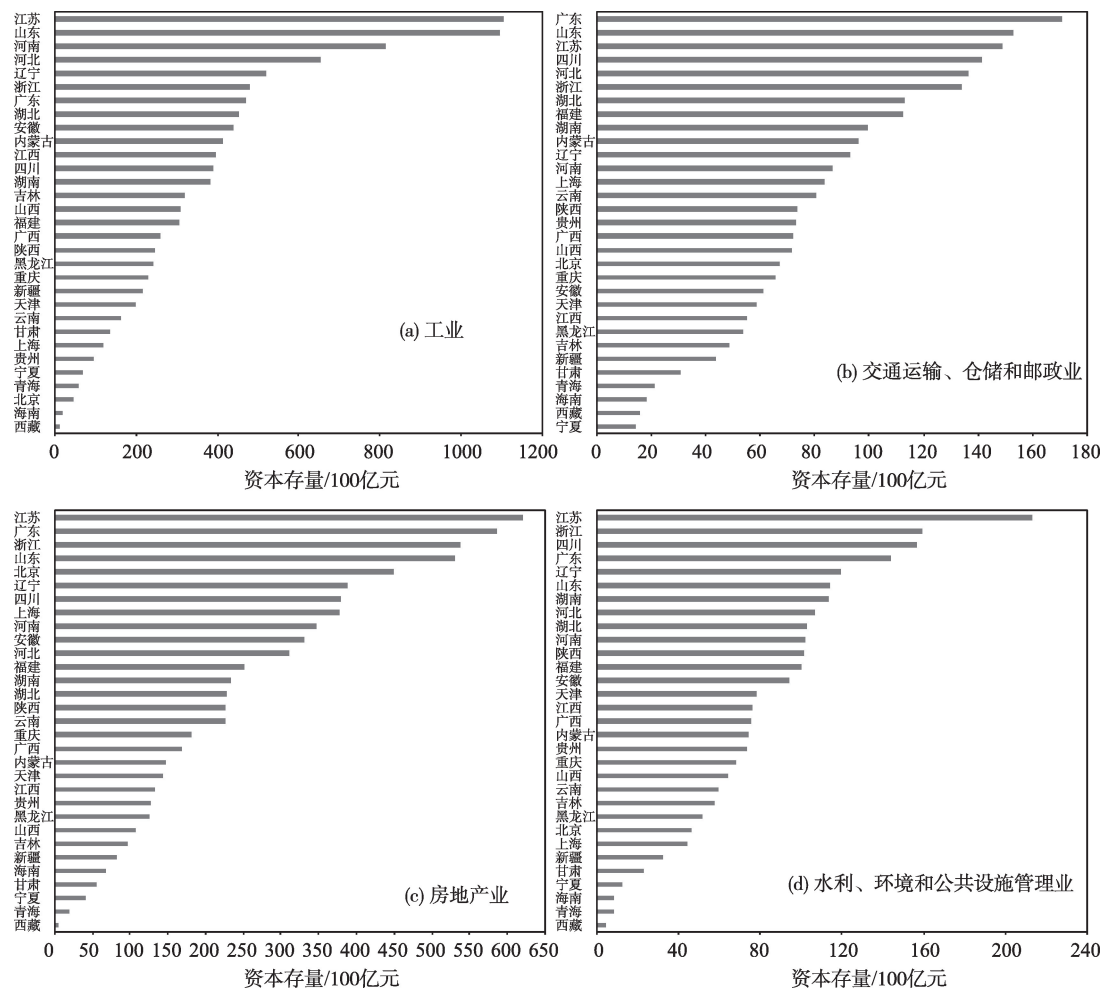 江苏
山东
河南
河北
辽宁
浙江
广东
湖北
安徽
内蒙古
江西
四川
湖南
吉林
山西
福建
广西
陕西
黑龙江
重庆
新疆
天津
云南
甘肃
上海
贵州
宁夏
青海
北京
海南
西藏
(a) 工业
0 200 400 600 800 1000 1200
资本存量/100亿元
广东
山东
江苏
四川
河北
浙江
湖北
福建
湖南
内蒙古
辽宁
河南
上海
云南
陕西
贵州
广西
山西
北京
重庆
安徽
天津
江西
黑龙江
吉林
新疆
甘肃
青海
海南
西藏
宁夏
(b) 交通运输、仓储和邮政业
0 20 40 60 80 100 120 140 160 180
资本存量/100亿元
江苏
广东
浙江
山东
北京
辽宁
四川
上海
河南
安徽
河北
福建
湖南
湖北
陕西
云南
重庆
广西
内蒙古
天津
江西
贵州
黑龙江
山西
吉林
新疆
海南
甘肃
宁夏
青海
西藏
(c) 房地产业
0 50 100 150 200 250 300 350 400 450 500 550 600 650
资本存量/100亿元
江苏
浙江
四川
广东
辽宁
山东
湖南
河北
湖北
河南
陕西
福建
安徽
天津
江西
广西
内蒙古
贵州
重庆
山西
云南
吉林
黑龙江
北京
上海
新疆
甘肃
宁夏
海南
青海
西藏
(d) 水利、环境和公共设施管理业
0 40 80 120 160 200 240
资本存量/100亿元